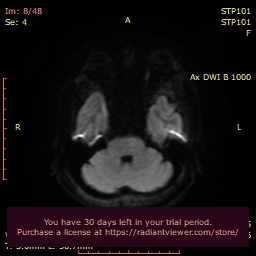 Im: 8/48
Se: 4
A
STP101
STP101
F
Ax DWI B 1000
R
L
You have 30 days left in your trial period.
Purchase a license at https://radiantviewer.com/store/